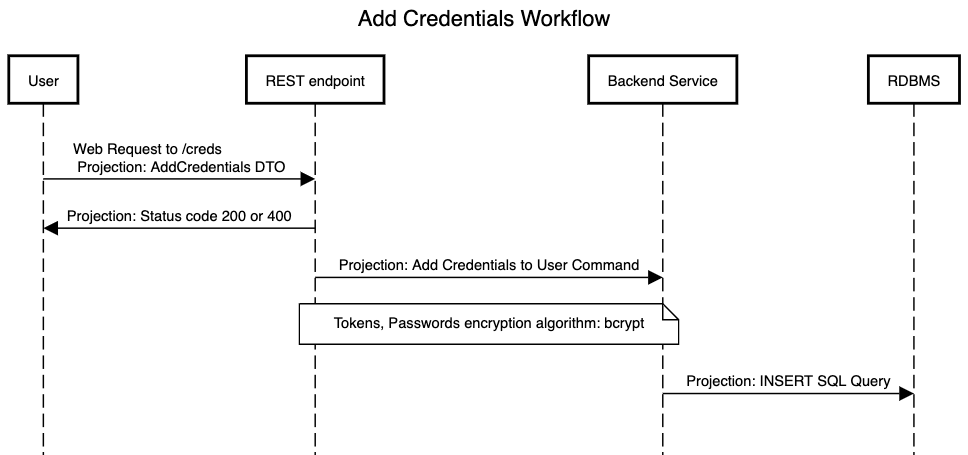 Add Credentials Workflow
User
REST endpoint
Backend Service
RDBMS
Web Request to /creds
Projection: AddCredentials DTO
Projection: Status code 200 or 400
Projection: Add Credentials to User Command
Tokens, Passwords encryption algorithm: bcrypt
Projection: INSERT SQL Query